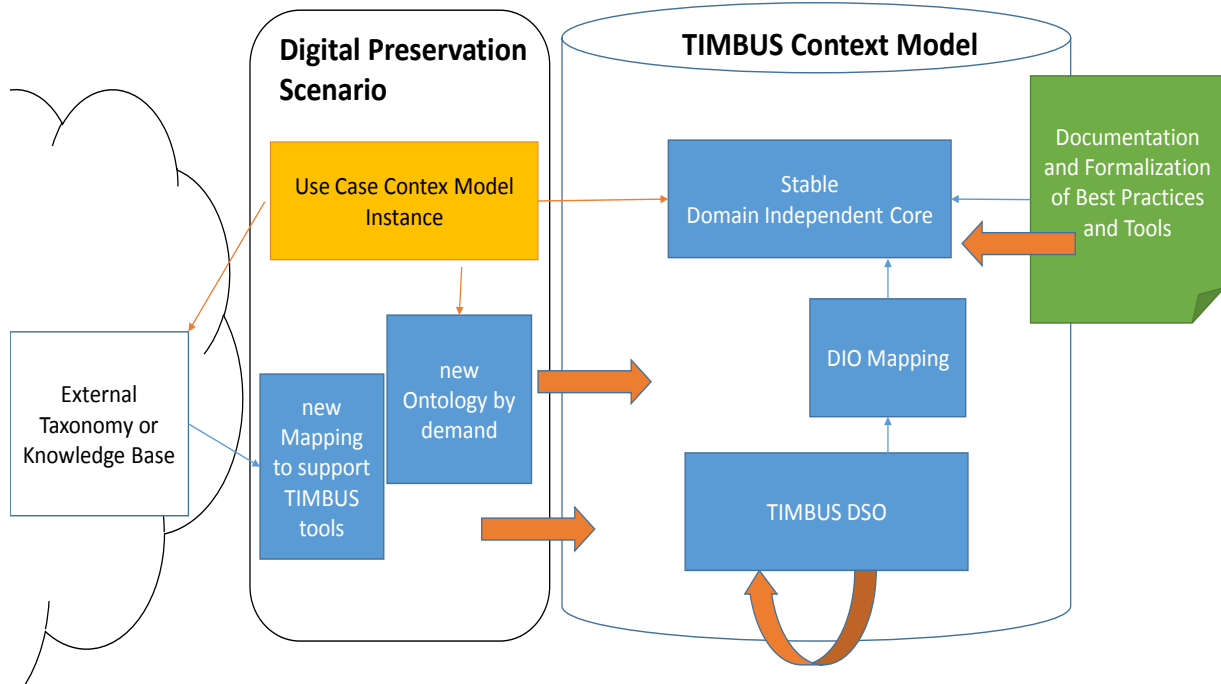 Digital Preservation
Scenario
TIMBUS Context Model
Use Case Contex Model
Instance
Stable
Domain Independent Core
Documentation
and Formalization
of Best Practices
and Tools
External
Taxonomy or
Knowledge Base
new
Mapping
to support
TIMBUS
tools
new
Ontology by
demand
DIO Mapping
TIMBUS DSO